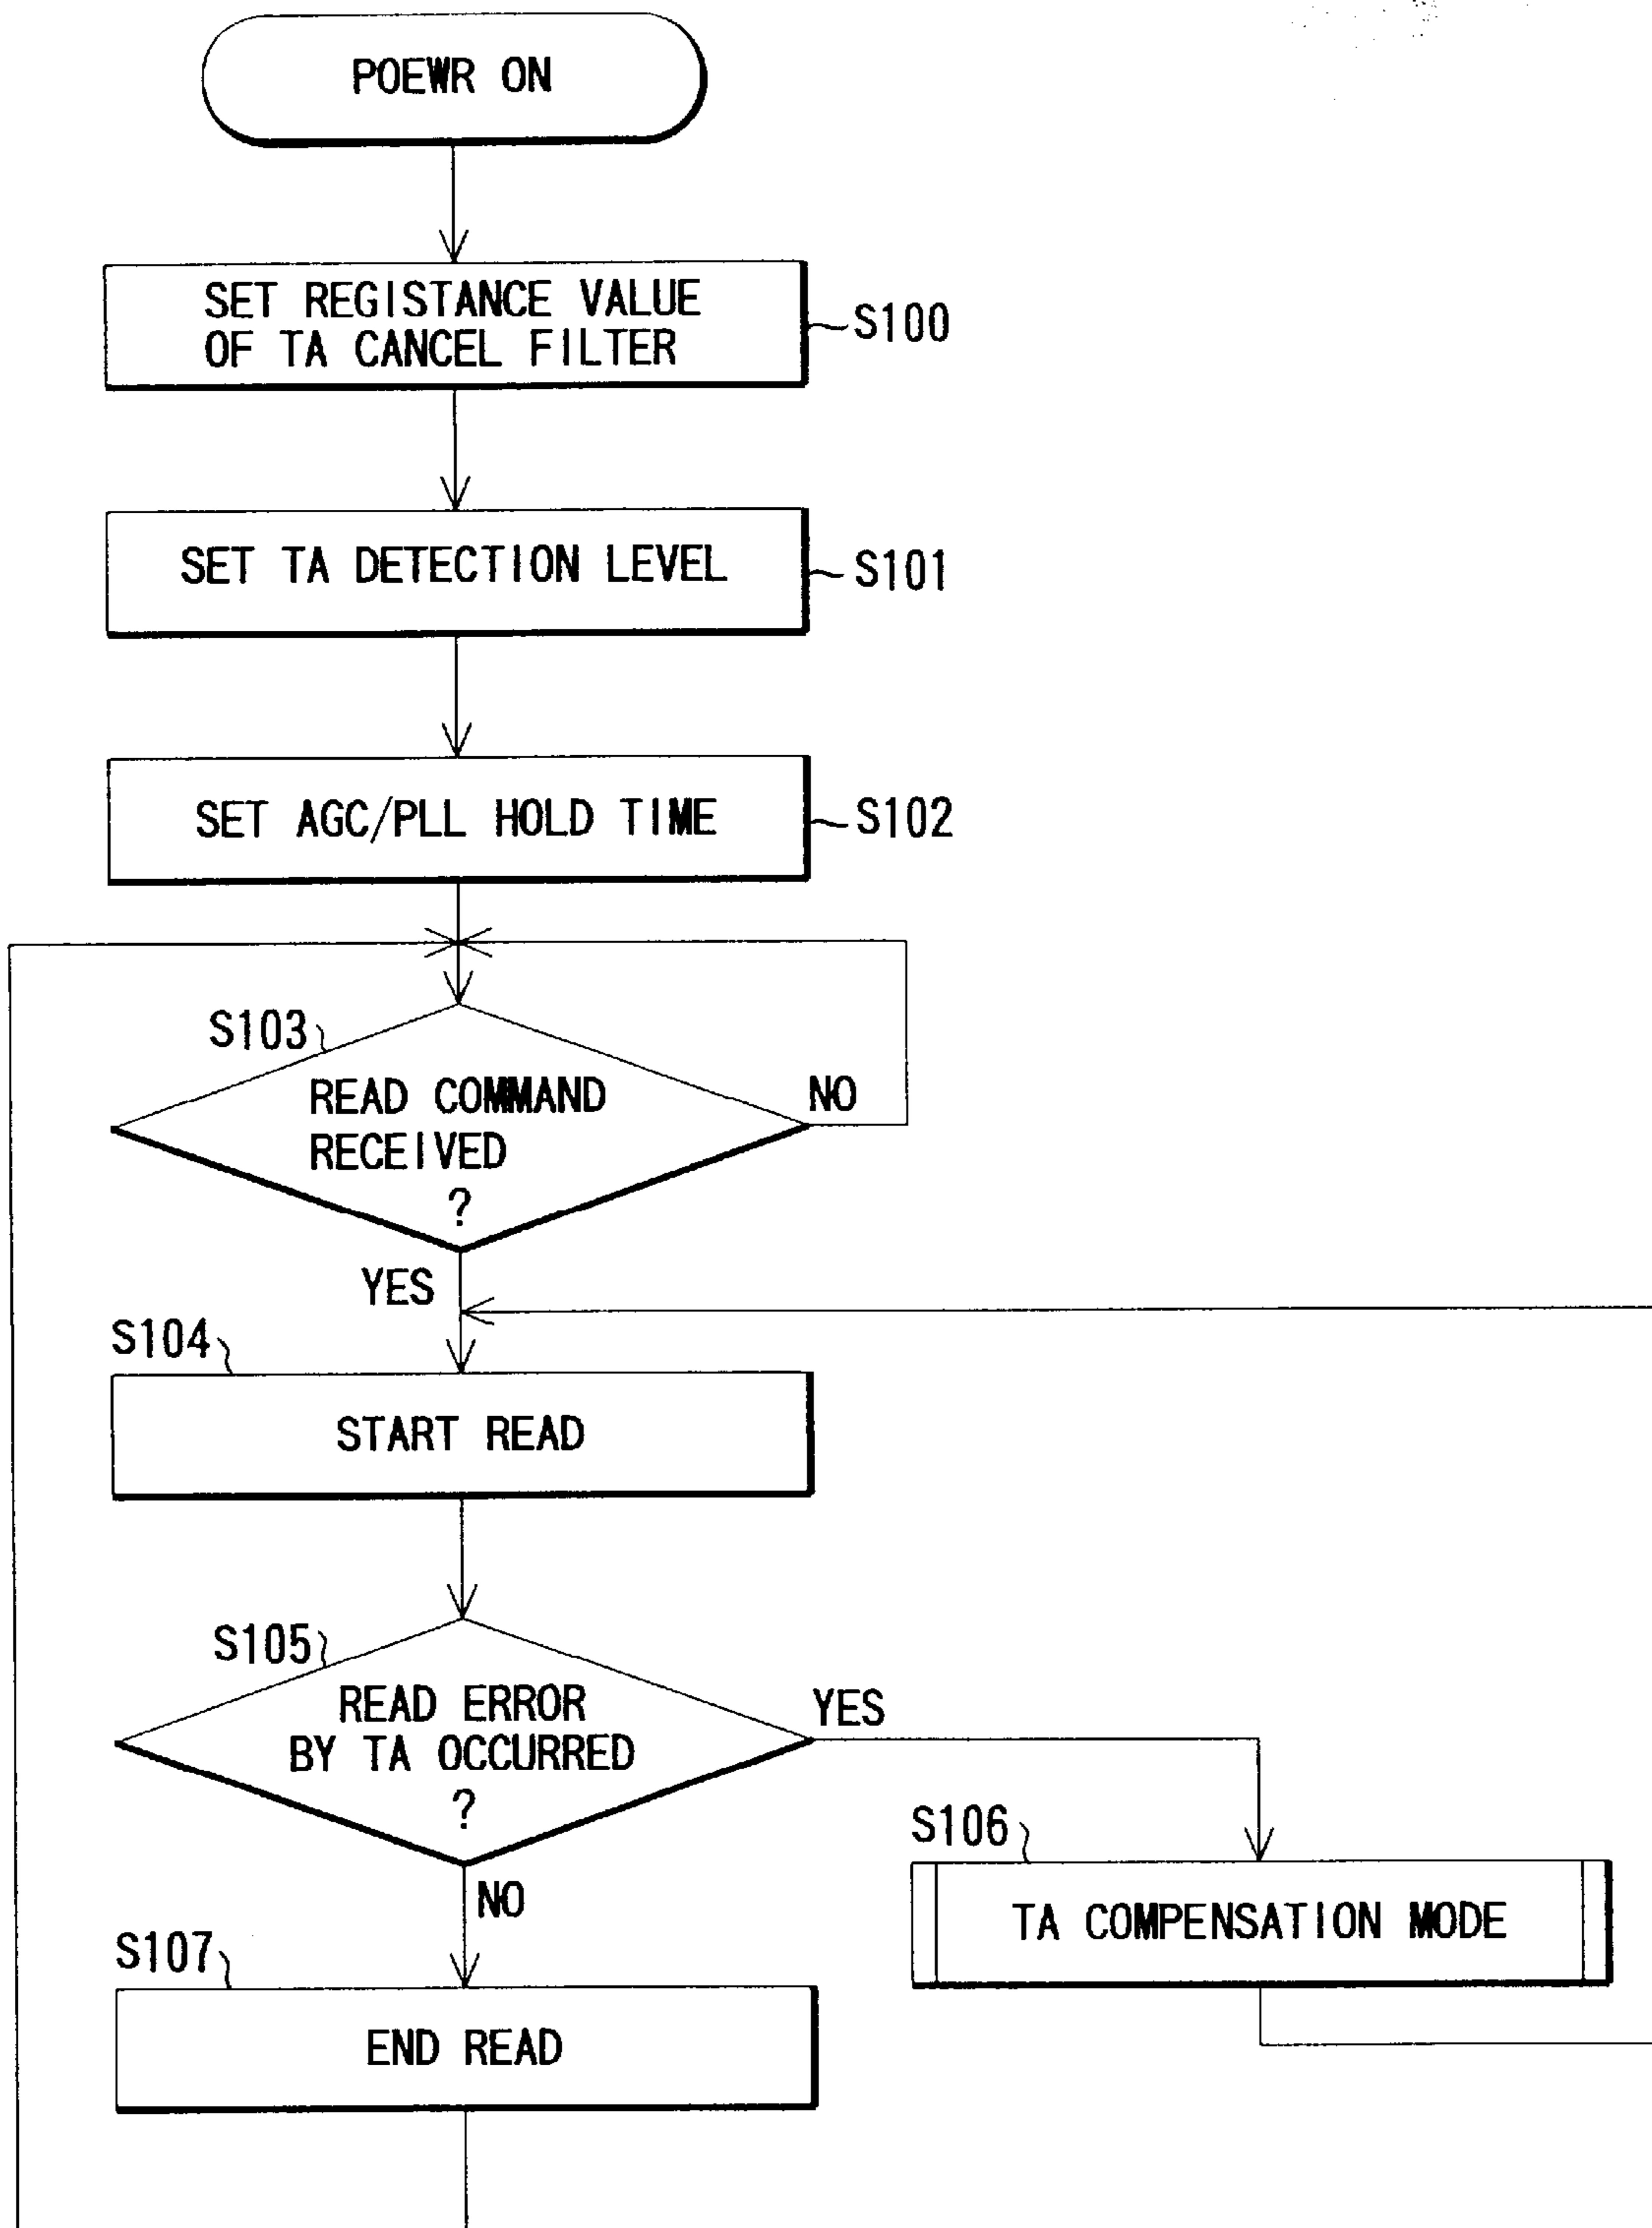 POEWR ON
SET REGISTANCE VALUE
OF TA CANCEL FILTER
S100
SET TA DETECTION LEVEL
S101
SET AGC/PLL HOLD TIME
S102
S103
READ COMMAND
RECEIVED
?
NO
YES
S104
START READ
S105
READ ERROR
BY TA OCCURRED
?
YES
S106
TA COMPENSATION MODE
NO
S107
END READ